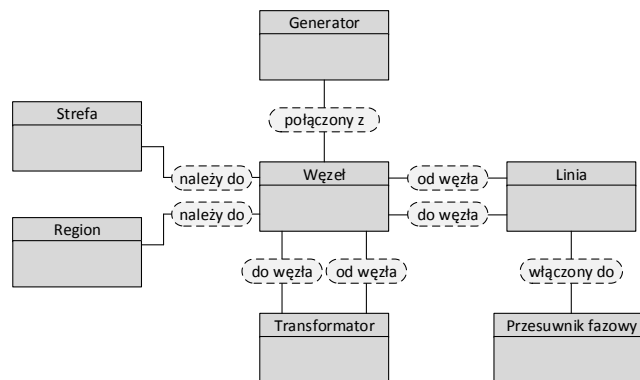 Generator
połączony z
Strefa
należy do
Węzeł
od węzła
Linia
należy do
do węzła
Region
do węzła
od węzła
włączony do
Transformator
Przesuwnik fazowy